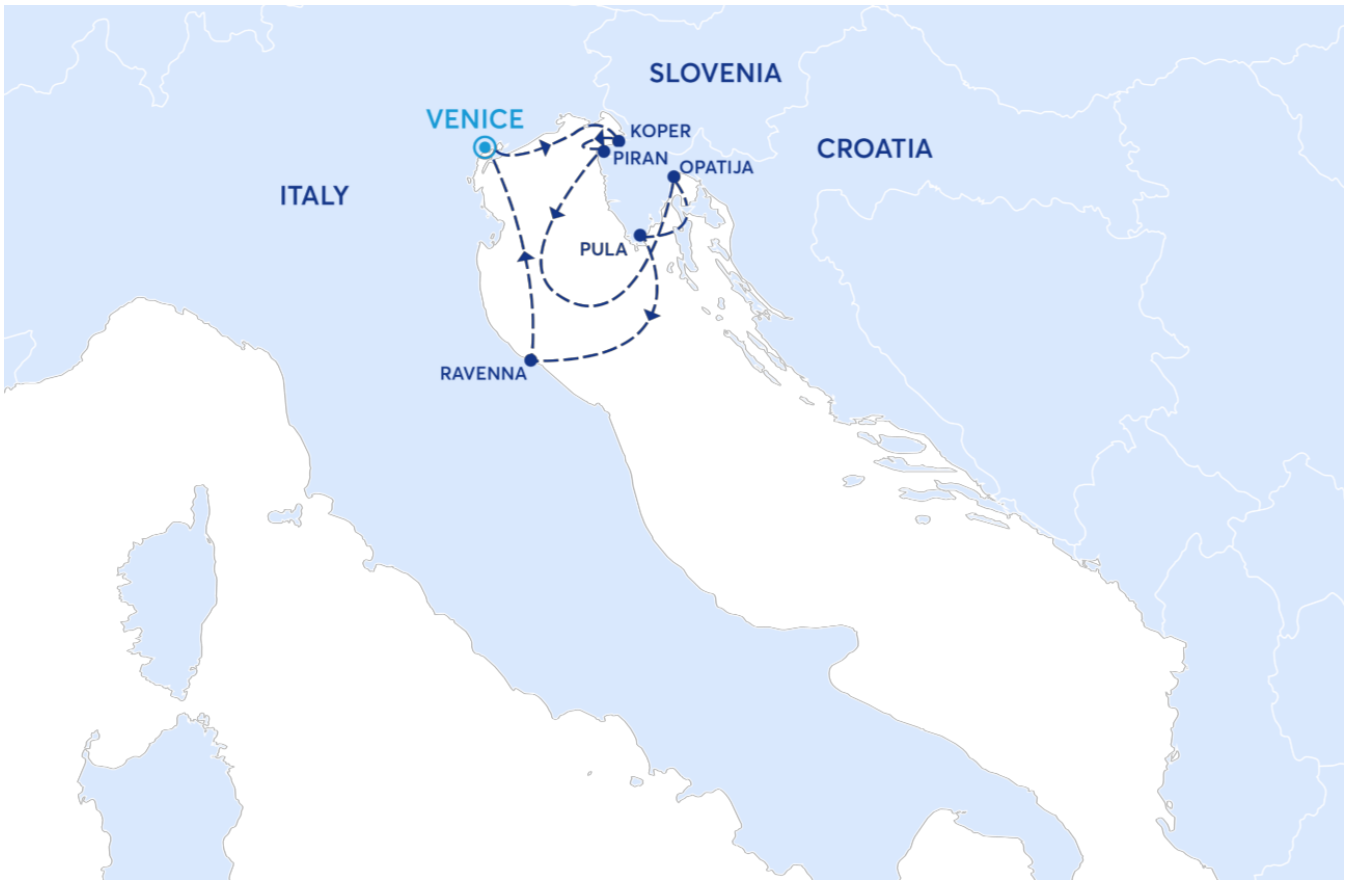 SLOVENIA
VENICE
KOPER
CROATIA
PIRAN
OPATIJA
ITALY
PULA
RAVENNA